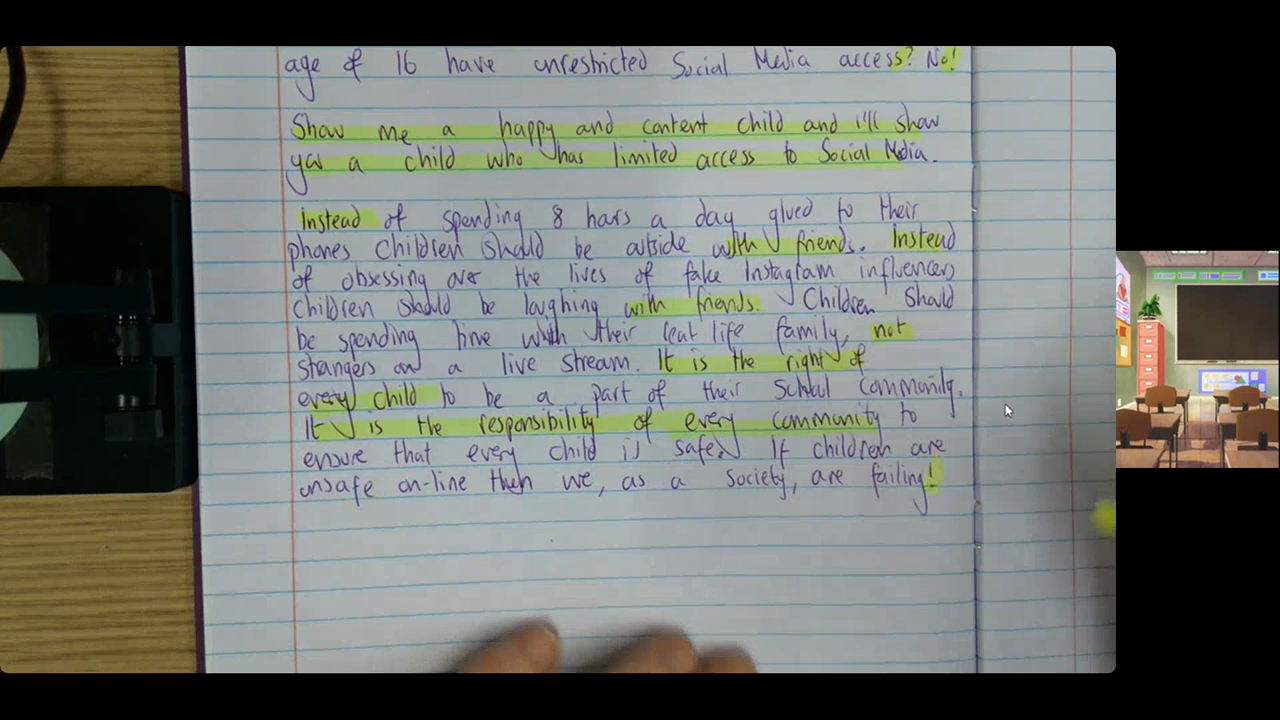 age of 16 have unrestricted Social Media access? No!
Show me a happy and content child and i'll show
you a child who has limited access to Social Media.
Instead of spending 8 hours a day glued to their
phones children should be outside with friends. Instead
of obsessing over the lives of fake Instagram influencers
children should be laughing with friends. Children should
be spending time with their real life family, not
strangers on a live stream. It is the right of
every child to be a part of their School community.
It is the responsibility of every community to
ensure that every child is safe. If children are
unsafe on-line then we, as a society, are failing!